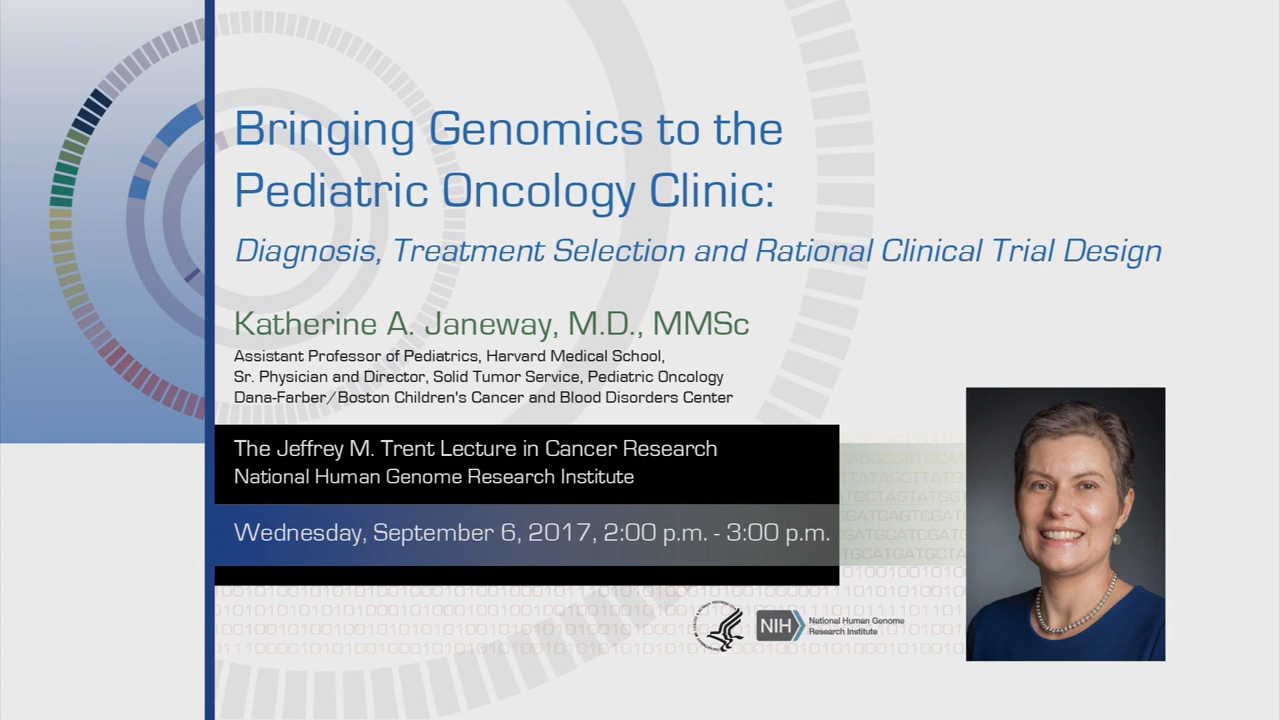 Bringing Genomics to the
Pediatric Oncology Clinic:
Diagnosis, Treatment Selection and Rational Clinical Trial Design
Katherine A. Janeway, M.D., MMSc
Assistant Professor of Pediatrics, Harvard Medical School,
Sr. Physician and Director, Solid Tumor Service, Pediatric Oncology
Dana-Farber/Boston Children's Cancer and Blood Disorders Center
The Jeffrey M. Trent Lecture in Cancer Research
National Human Genome Research Institute
Wednesday, September 6, 2017, 2:00 p.m. - 3:00 p.m.
NIH
National Human Genome
Research Institute